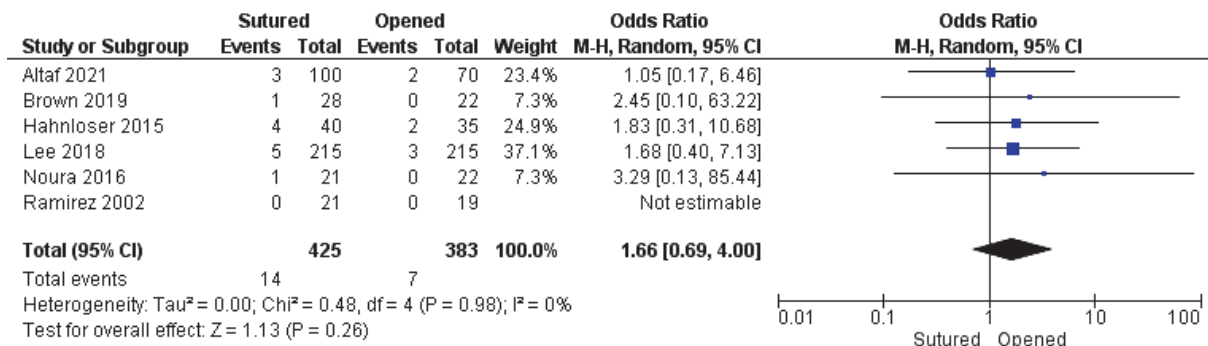 Sutured Opened Odds Ratio Odds Ratio
Study or Subgroup Events Total Events Total Weight M-H, Random, 95% CI M-H, Random, 95% CI
Altaf 2021 3 100 2 70 23.4% 1.05 [0.17, 6.46]
Brown 2019 1 28 0 22 7.3% 2.45 [0.10, 63.22]
Hahnloser 2015 4 40 2 35 24.9% 1.83 [0.31, 10.68]
Lee 2018 5 215 3 215 37.1% 1.68 [0.40, 7.13]
Noura 2016 1 21 0 22 7.3% 3.29 [0.13, 85.44]
Ramirez 2002 0 21 0 19 Not estimable
Total (95% CI) 425 383 100.0% 1.66 [0.69, 4.00]
Total events 14 7
Heterogeneity: Tau² = 0.00; Chi² = 0.48, df = 4 (P = 0.98); I² = 0%
Test for overall effect: Z = 1.13 (P = 0.26)
0.01 0.1 1 10 100
Sutured Opened